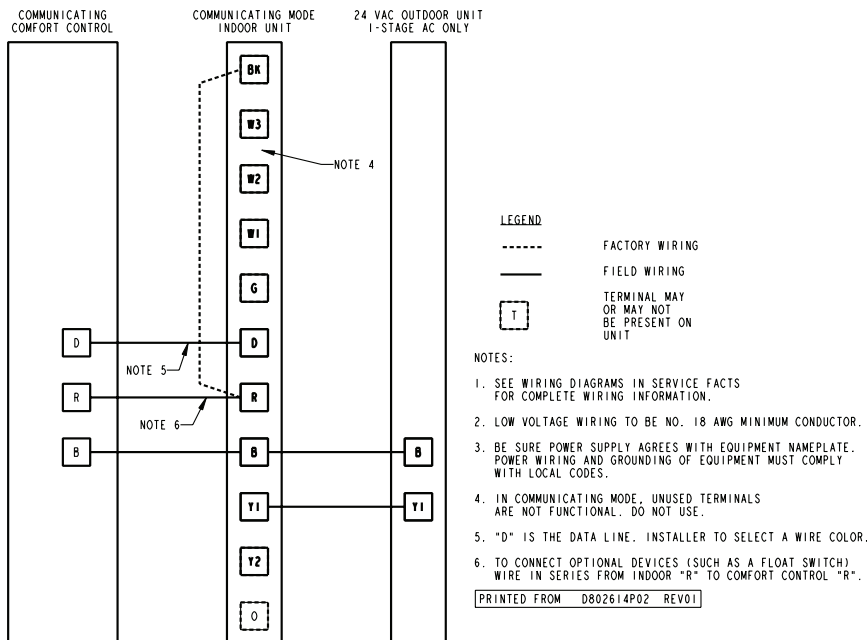 COMMUNICATING
COMFORT CONTROL
COMMUNICATING MODE
INDOOR UNIT
24 VAC OUTDOOR UNIT
1-STAGE AC ONLY
BK
W3
NOTE 4
W2
W1
G
D
D
NOTE 5
R
R
NOTE 6
B
B
B
Y1
Y1
Y2
O
LEGEND
FACTORY WIRING
FIELD WIRING
T
TERMINAL MAY
OR MAY NOT
BE PRESENT ON
UNIT
NOTES:
1. SEE WIRING DIAGRAMS IN SERVICE FACTS
FOR COMPLETE WIRING INFORMATION.
2. LOW VOLTAGE WIRING TO BE NO. 18 AWG MINIMUM CONDUCTOR.
3. BE SURE POWER SUPPLY AGREES WITH EQUIPMENT NAMEPLATE.
POWER WIRING AND GROUNDING OF EQUIPMENT MUST COMPLY
WITH LOCAL CODES.
4. IN COMMUNICATING MODE, UNUSED TERMINALS
ARE NOT FUNCTIONAL. DO NOT USE.
5. "D" IS THE DATA LINE. INSTALLER TO SELECT A WIRE COLOR.
6. TO CONNECT OPTIONAL DEVICES (SUCH AS A FLOAT SWITCH)
WIRE IN SERIES FROM INDOOR "R" TO COMFORT CONTROL "R".
PRINTED FROM D802614P02 REV01